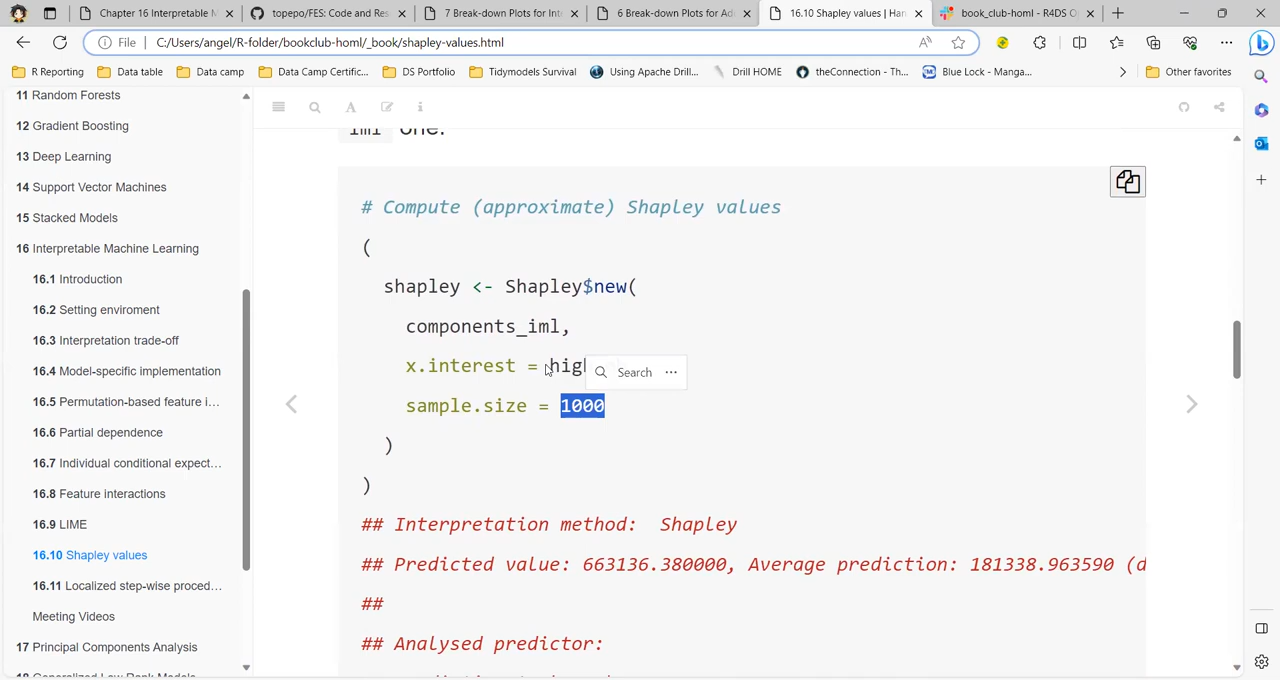 Chapter 16 Interpretable M
topepo/FES: Code and Res
7 Break-down Plots for Int
6 Break-down Plots for Ad
16.10 Shapley values | Han
book_club-homl - R4DS O
File
C:/Users/angel/R-folder/bookclub-homl/_book/shapley-values.html
R Reporting
Data table
Data camp
Data Camp Certific...
DS Portfolio
Tidymodels Survival
Using Apache Drill...
Drill HOME
theConnection - Th...
Blue Lock - Manga...
Other favorites
11 Random Forests
12 Gradient Boosting
13 Deep Learning
14 Support Vector Machines
15 Stacked Models
16 Interpretable Machine Learning
16.1 Introduction
16.2 Setting enviroment
16.3 Interpretation trade-off
16.4 Model-specific implementation
16.5 Permutation-based feature i...
16.6 Partial dependence
16.7 Individual conditional expect...
16.8 Feature interactions
16.9 LIME
16.10 Shapley values
16.11 Localized step-wise proced...
Meeting Videos
17 Principal Components Analysis
18 Generalized Low Rank Models
iml one.
# Compute (approximate) Shapley values
(
shapley <- Shapley$new(
components_iml,
x.interest = high
Search
sample.size = 1000
)
)
## Interpretation method:  Shapley
## Predicted value: 663136.380000, Average prediction: 181338.963590 (d
##
## Analysed predictor: